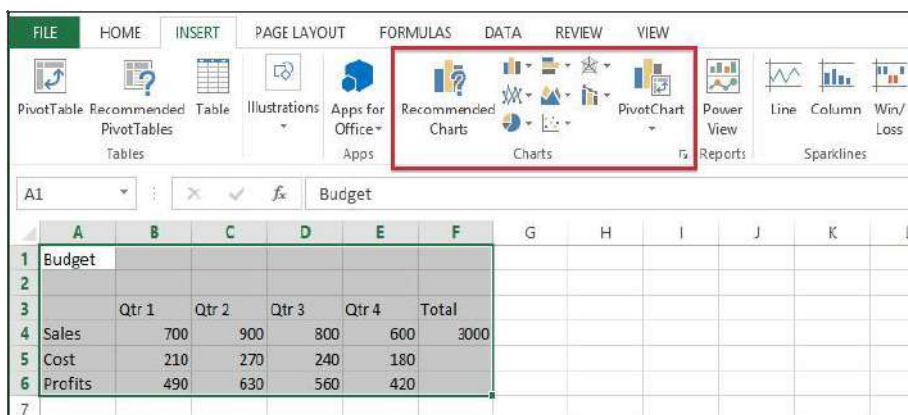 FILE HOME INSERT PAGE LAYOUT FORMULAS DATA REVIEW VIEW
PivotTable Recommended PivotTables Table Illustrations Apps for Office Recommended Charts PivotChart Power View Line Column Win/ Loss
Tables Apps Charts Reports Sparklines
A1 fx Budget
A B C D E F G H I J K
1 Budget
2
3 Qtr 1 Qtr 2 Qtr 3 Qtr 4 Total
4 Sales 700 900 800 600 3000
5 Cost 210 270 240 180
6 Profits 490 630 560 420
7